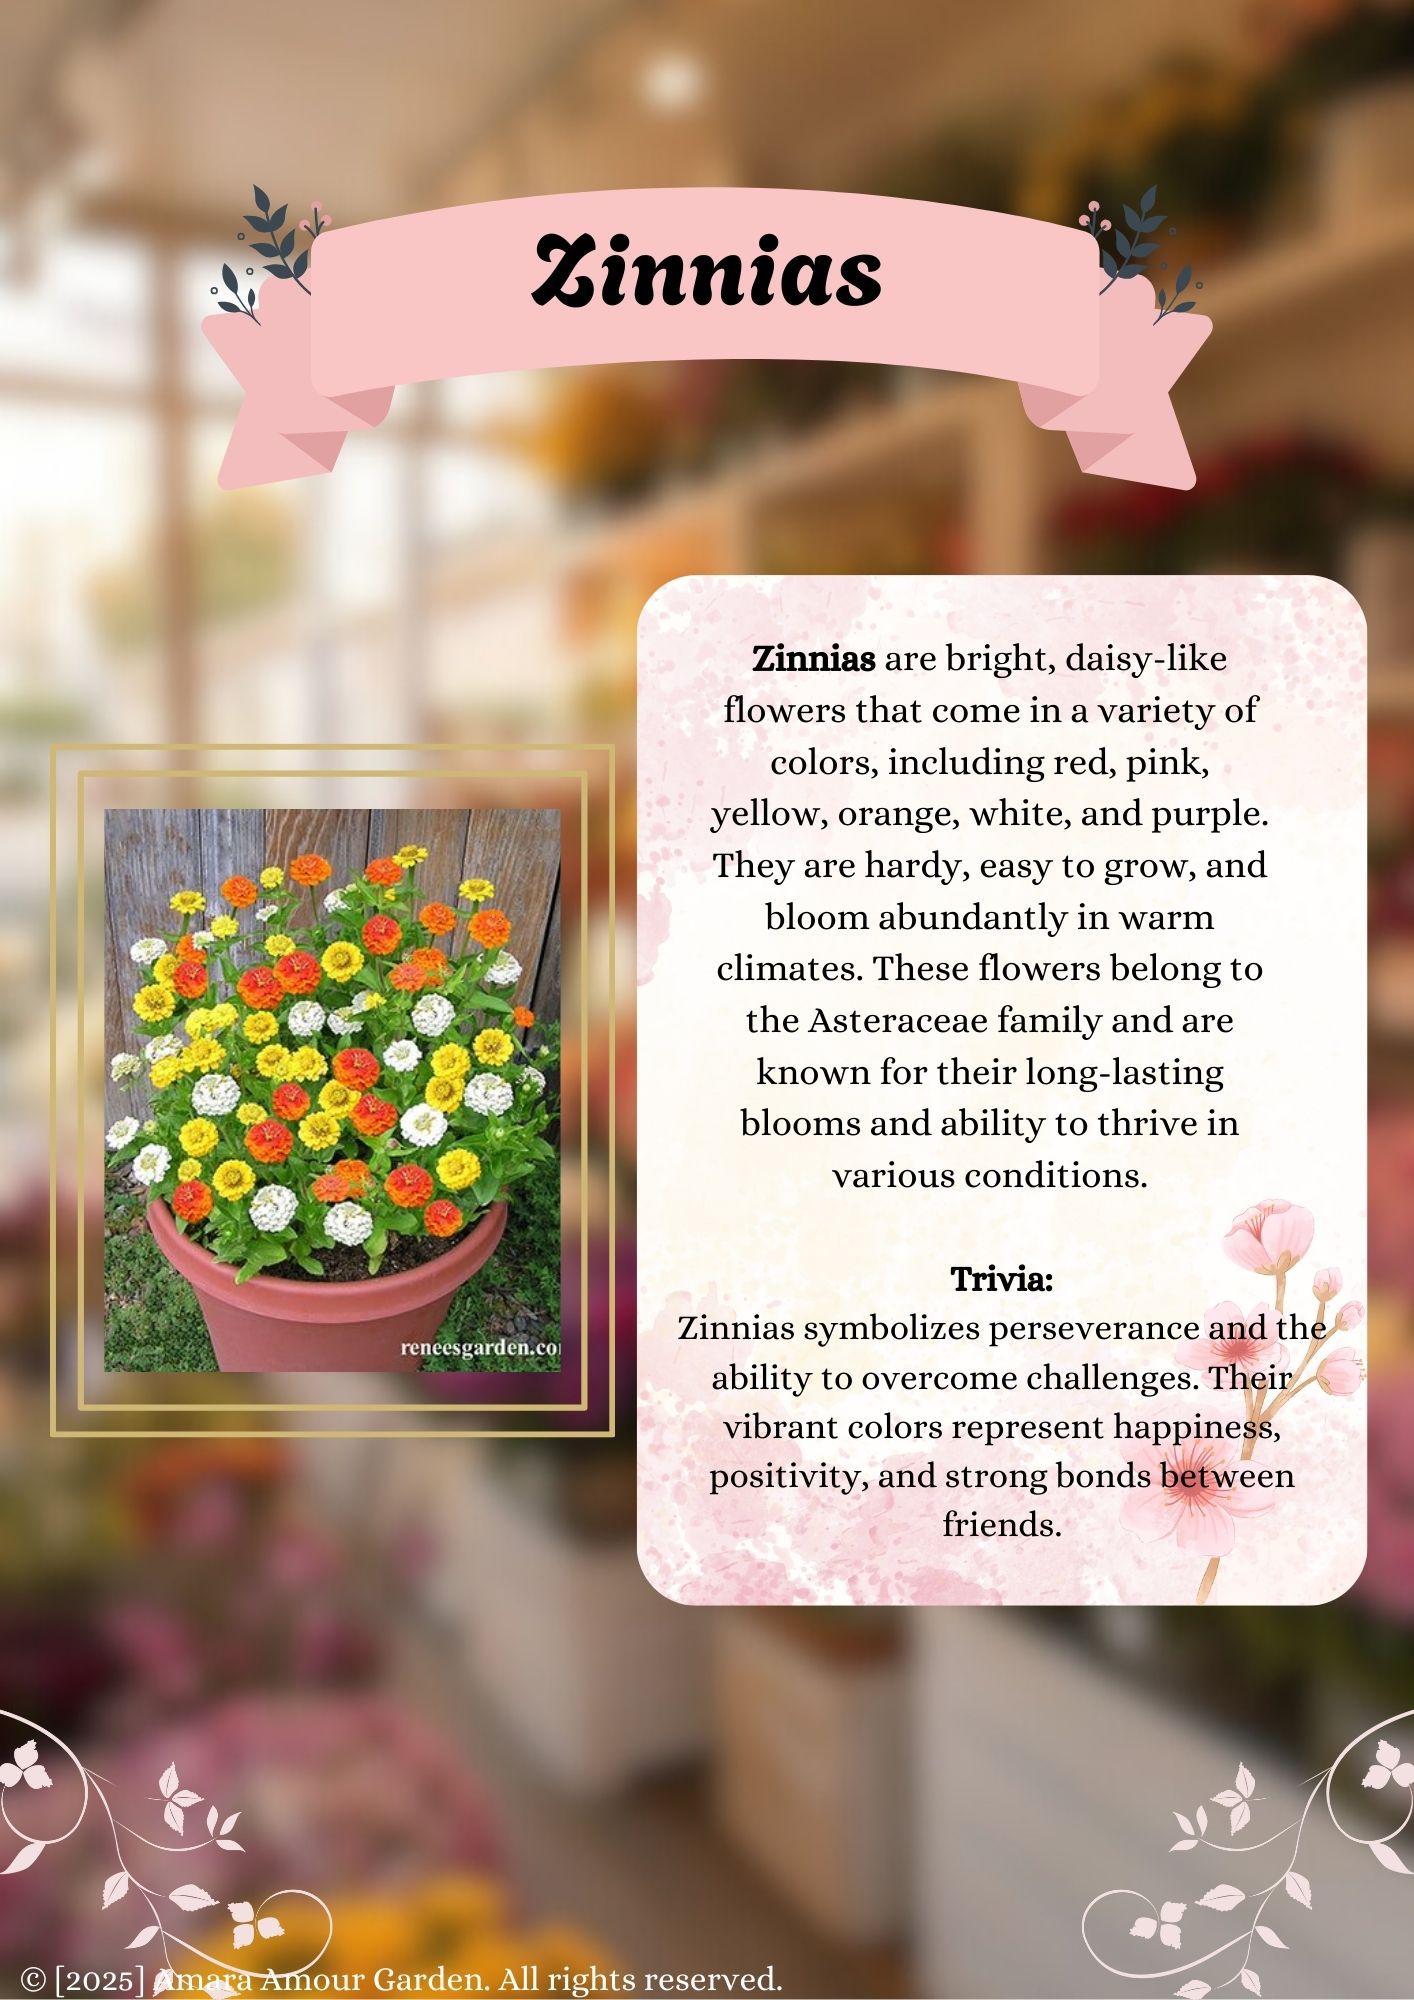 Zinnias
Zinnias are bright, daisy-like
flowers that come in a variety of
colors, including red, pink,
yellow, orange, white, and purple.
They are hardy, easy to grow, and
bloom abundantly in warm
climates. These flowers belong to
the Asteraceae family and are
known for their long-lasting
blooms and ability to thrive in
various conditions.
Trivia:
Zinnias symbolizes perseverance and the
ability to overcome challenges. Their
vibrant colors represent happiness,
positivity, and strong bonds between
friends.
reneesgarden.co
© [2025] Amara Amour Garden. All rights reserved.